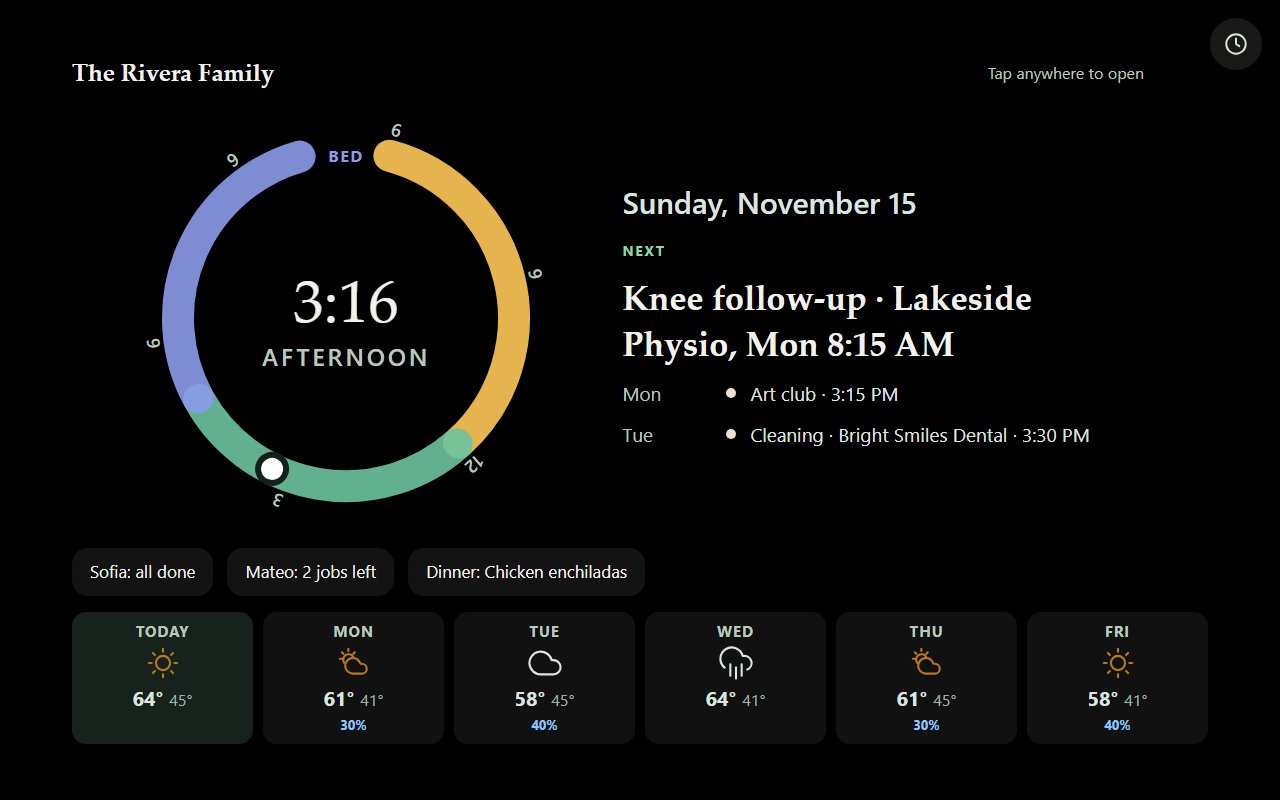 The Rivera Family
Tap anywhere to open
6
9
12
3
6
9
BED
3:16
AFTERNOON
Sunday, November 15
NEXT
Knee follow-up · Lakeside
Physio, Mon 8:15 AM
Mon Art club · 3:15 PM
Tue Cleaning · Bright Smiles Dental · 3:30 PM
Sofia: all done
Mateo: 2 jobs left
Dinner: Chicken enchiladas
TODAY
64° 45°
MON
61° 41°
30%
TUE
58° 45°
40%
WED
64° 41°
THU
61° 45°
30%
FRI
58° 41°
40%